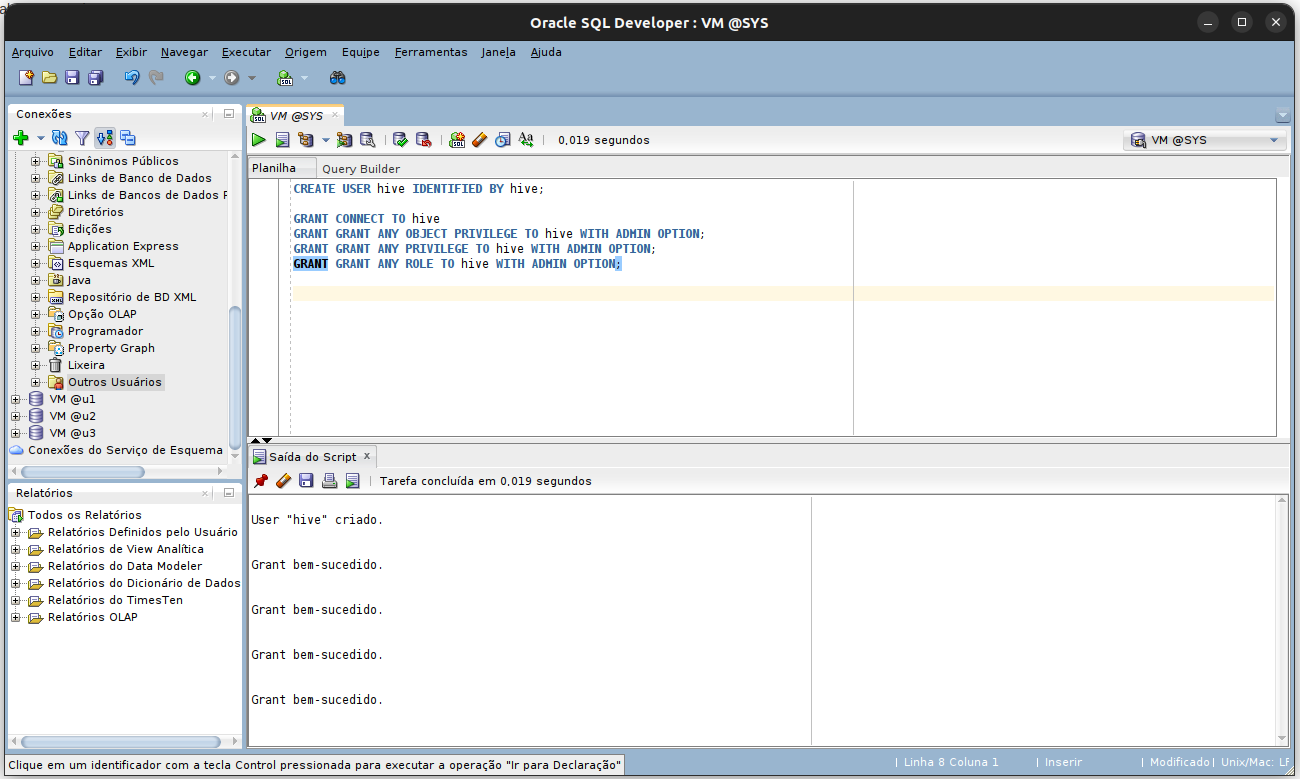 Oracle SQL Developer : VM @SYS
Arquivo Editar Exibir Navegar Executar Origem Equipe Ferramentas Janela Ajuda
Conexões
Sinônimos Públicos
Links de Banco de Dados
Links de Bancos de Dados P
Diretórios
Edições
Application Express
Esquemas XML
Java
Repositório de BD XML
Opção OLAP
Programador
Property Graph
Lixeira
Outros Usuários
VM @u1
VM @u2
VM @u3
Conexões do Serviço de Esquema
Relatórios
Todos os Relatórios
Relatórios Definidos pelo Usuário
Relatórios de View Analítica
Relatórios do Data Modeler
Relatórios do Dicionário de Dados
Relatórios do TimesTen
Relatórios OLAP
VM @SYS
0,019 segundos
VM @SYS
Planilha Query Builder
CREATE USER hive IDENTIFIED BY hive;
GRANT CONNECT TO hive
GRANT GRANT ANY OBJECT PRIVILEGE TO hive WITH ADMIN OPTION;
GRANT GRANT ANY PRIVILEGE TO hive WITH ADMIN OPTION;
GRANT GRANT ANY ROLE TO hive WITH ADMIN OPTION;
Saída do Script x
Tarefa concluída em 0,019 segundos
User "hive" criado.
Grant bem-sucedido.
Grant bem-sucedido.
Grant bem-sucedido.
Grant bem-sucedido.
Clique em um identificador com a tecla Control pressionada para executar a operação "Ir para Declaração"
| Linha 8 Coluna 1 | Inserir | Modificado | Unix/Mac: LF